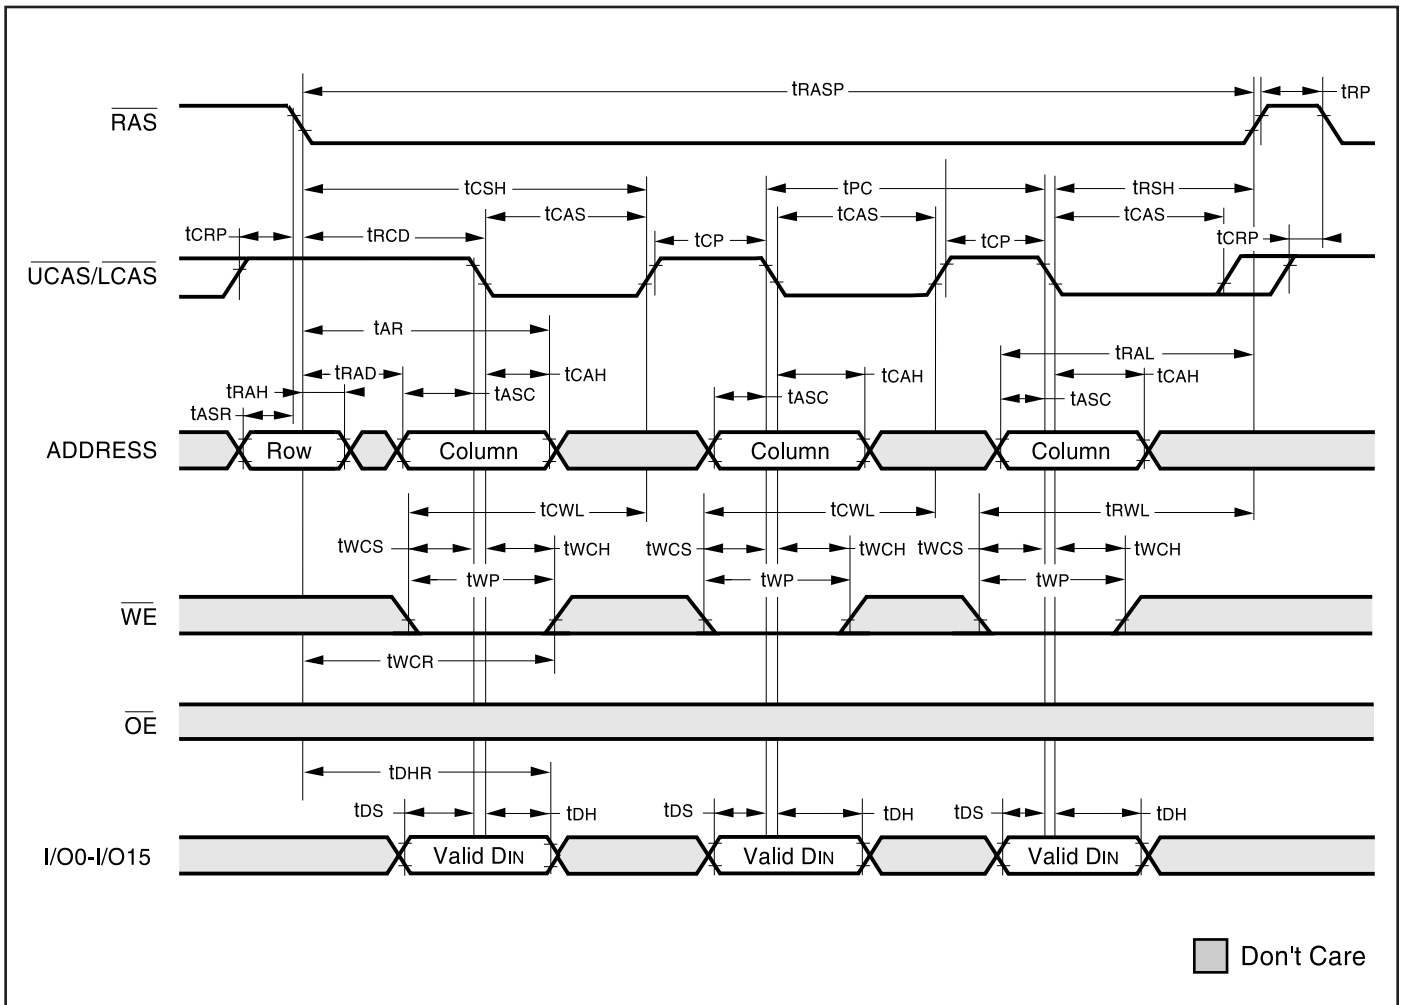 tRASP
tRP
RAS
tCSH
tPC
tRSH
tCAS
tCAS
tCAS
tCRP
tRCD
tCP
tCP
tCRP
UCAS/LCAS
tAR
tRAL
tRAD
tCAH
tCAH
tCAH
tRAH
tASC
tASC
tASC
tASR
ADDRESS
Row
Column
Column
Column
tCWL
tCWL
tRWL
tWCS
tWCH
tWCS
tWCH
tWCS
tWCH
tWP
tWP
tWP
WE
tWCR
OE
tDHR
tDS
tDH
tDS
tDH
tDS
tDH
I/O0-I/O15
Valid DIN
Valid DIN
Valid DIN
Don't Care